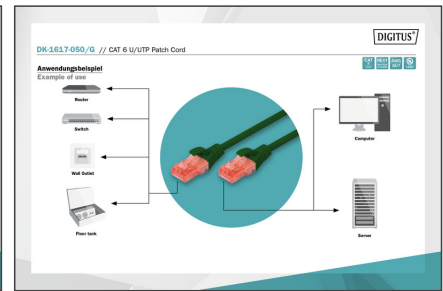 DIGITUS®
DK-1617-050/G // CAT 6 U/UTP Patch Cord
Anwendungsbeispiel
Example of use
CAT
Router
Switch
Wall Outlet
Floor tank
Computer
Server